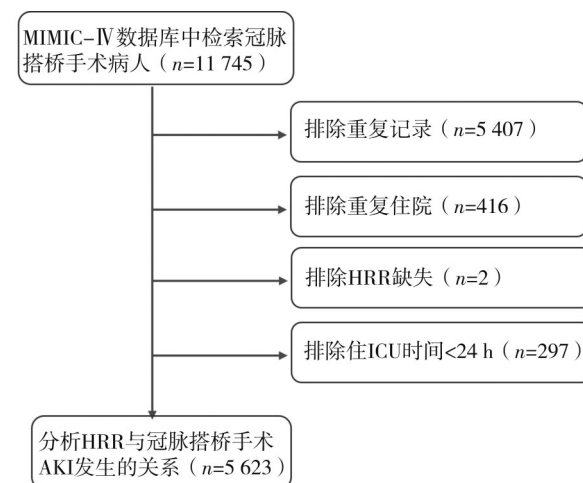 MIMIC-Ⅳ数据库中检索冠脉
搭桥手术病人（n=11 745）
排除重复记录（n=5 407）
排除重复住院（n=416）
排除HRR缺失（n=2）
排除住ICU时间<24 h（n=297）
分析HRR与冠脉搭桥手术
AKI发生的关系（n=5 623）